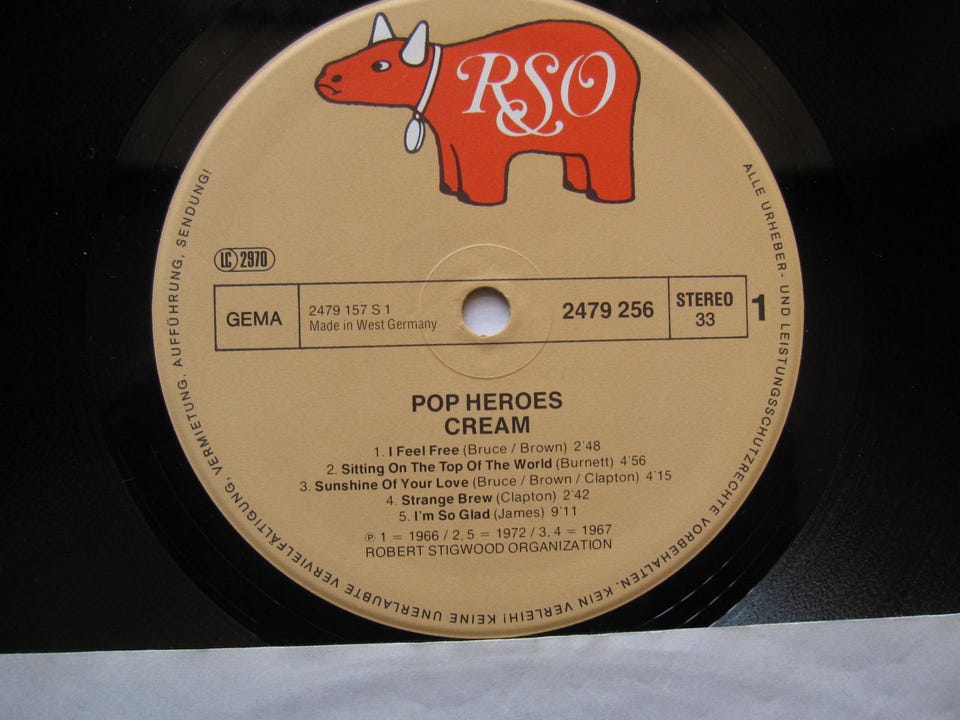 RSO
LC 2970
GEMA
2479 157 S 1
Made in West Germany
2479 256
STEREO
33
1
POP HEROES
CREAM
1. I Feel Free (Bruce / Brown) 2'48
2. Sitting On The Top Of The World (Burnett) 4'56
3. Sunshine Of Your Love (Bruce / Brown / Clapton) 4'15
4. Strange Brew (Clapton) 2'42
5. I'm So Glad (James) 9'11
℗ 1 = 1966 / 2, 5 = 1972 / 3, 4 = 1967
ROBERT STIGWOOD ORGANIZATION
ALLE URHEBER- UND LEISTUNGSSCHUTZRECHTE VORBEHALTEN. KEIN VERLEIH! KEINE UNERLAUBTE VERVIELFÄLTIGUNG, VERMIETUNG, AUFFÜHRUNG, SENDUNG!